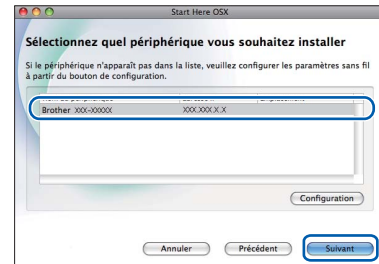 Start Here OSX
Sélectionnez quel périphérique vous souhaitez installer
Si le périphérique n'apparaît pas dans la liste, veuillez configurer les paramètres sans fil
à partir du bouton de configuration.
Brother XXX-XXXXX XXX.XXX.X.X
Configuration
Annuler Précédent Suivant